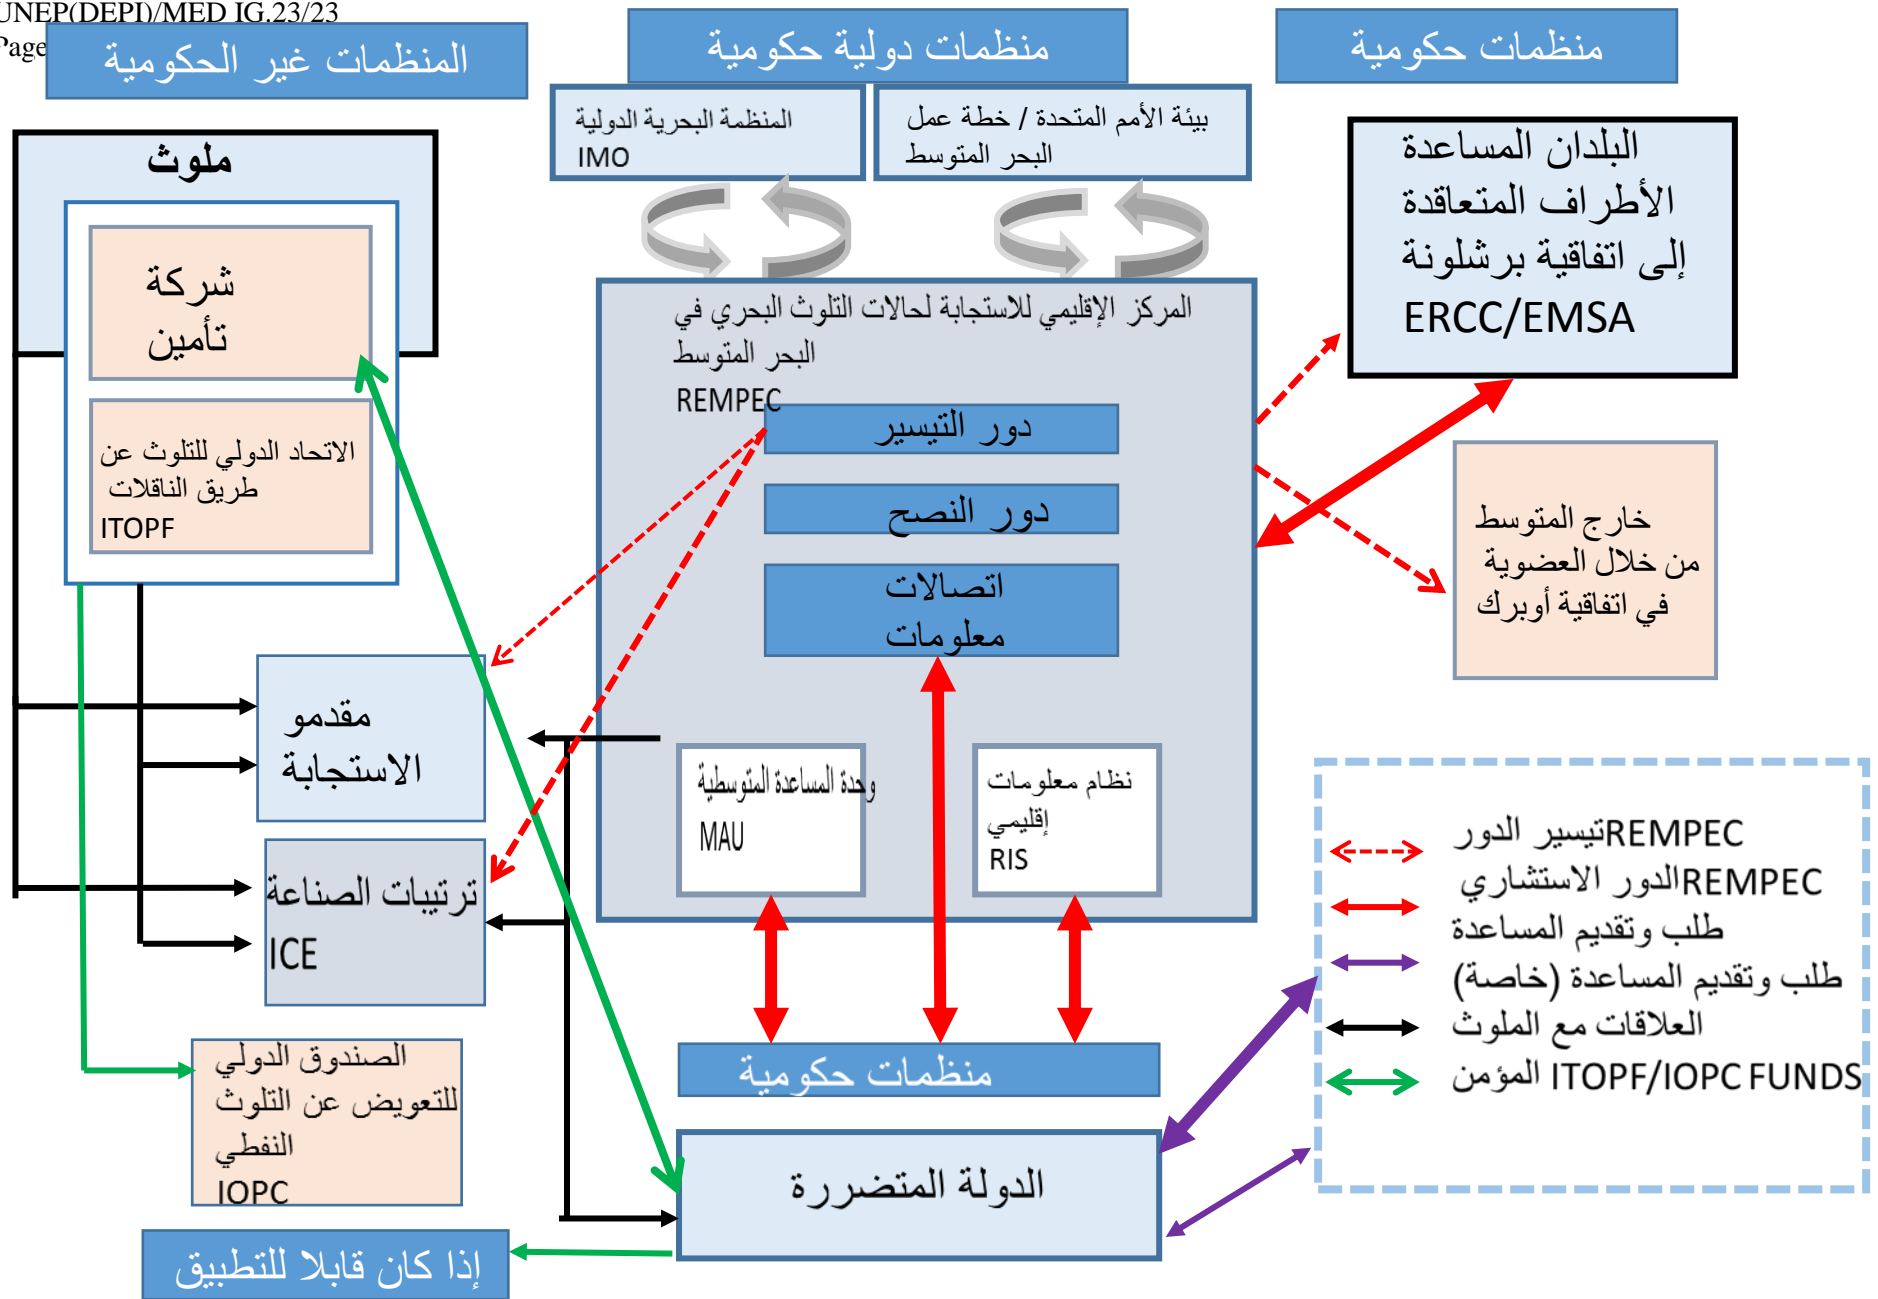 UNEP(DEPI)/MED IG.23/23
Page
منظمات حكومية
منظمات دولية حكومية
المنظمات غير الحكومية
بيئة الأمم المتحدة / خطة عمل
البحر المتوسط
المنظمة البحرية الدولية
IMO
البلدان المساعدة
الأطراف المتعاقدة
إلى اتفاقية برشلونة
ERCC/EMSA
ملوث
شركة
تأمين
الاتحاد الدولي للتلوث عن
طريق الناقلات
ITOPF
المركز الإقليمي للاستجابة لحالات التلوث البحري في
البحر المتوسط
REMPEC
دور التيسير
دور النصح
اتصالات
معلومات
خارج المتوسط
من خلال العضوية
في اتفاقية أوبرك
مقدمو
الاستجابة
نظام معلومات
إقليمي
RIS
وحدة المساعدة المتوسطية
MAU
ترتيبات الصناعة
ICE
REMPECتيسير الدور
REMPECالدور الاستشاري
طلب وتقديم المساعدة
طلب وتقديم المساعدة (خاصة)
العلاقات مع الملوث
ITOPF/IOPC FUNDS المؤمن
الصندوق الدولي
للتعويض عن التلوث
النفطي
IOPC
منظمات حكومية
الدولة المتضررة
إذا كان قابلا للتطبيق